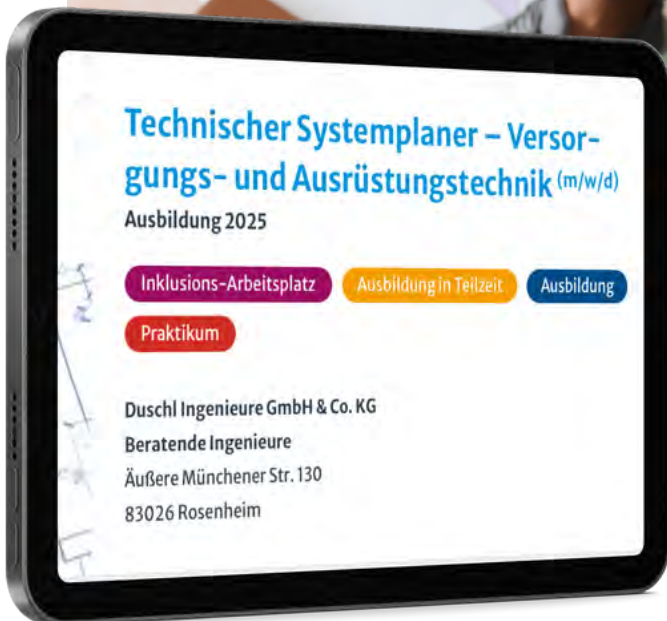 Technischer Systemplaner – Versor-
gungs- und Ausrüstungstechnik (m/w/d)
Ausbildung 2025
Inklusions-Arbeitsplatz Ausbildung in Teilzeit Ausbildung
Praktikum
Duschl Ingenieure GmbH & Co. KG
Beratende Ingenieure
Äußere Münchener Str. 130
83026 Rosenheim